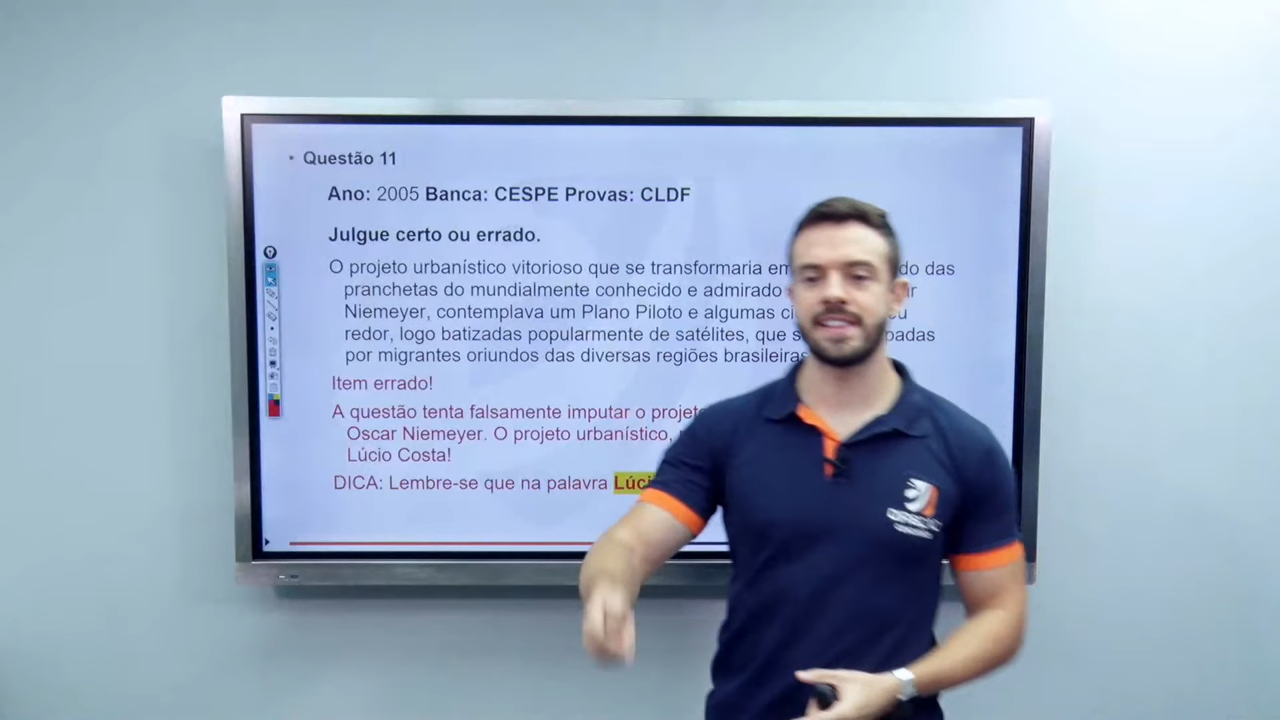 • Questão 11
Ano: 2005 Banca: CESPE Provas: CLDF
Julgue certo ou errado.
O projeto urbanístico vitorioso que se transformaria em do das
pranchetas do mundialmente conhecido e admirado
Niemeyer, contemplava um Plano Piloto e algumas
redor, logo batizadas popularmente de satélites, que
por migrantes oriundos das diversas regiões brasileiras
Item errado!
A questão tenta falsamente imputar o projeto
Oscar Niemeyer. O projeto urbanístico,
Lúcio Costa!
DICA: Lembre-se que na palavra